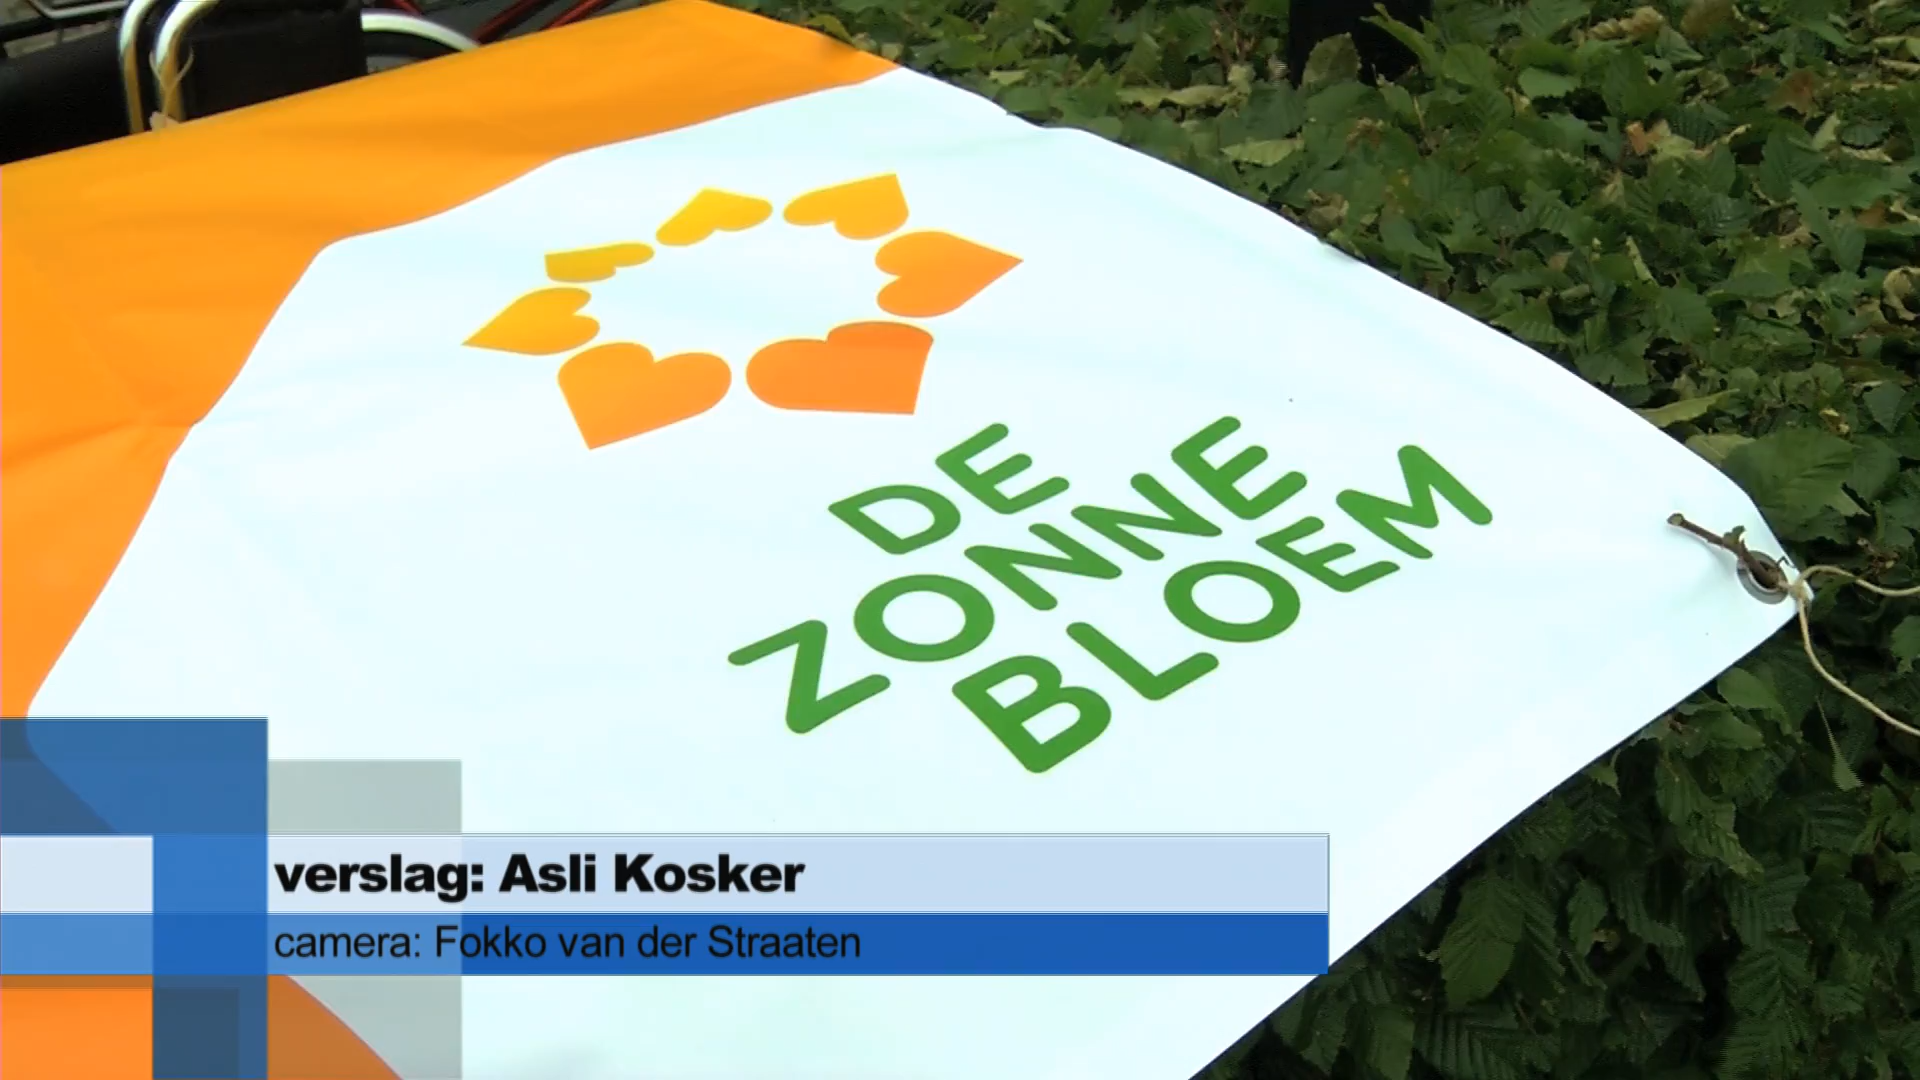 DE
ZONNE
BLOEM
verslag: Asli Kosker
camera: Fokko van der Straaten